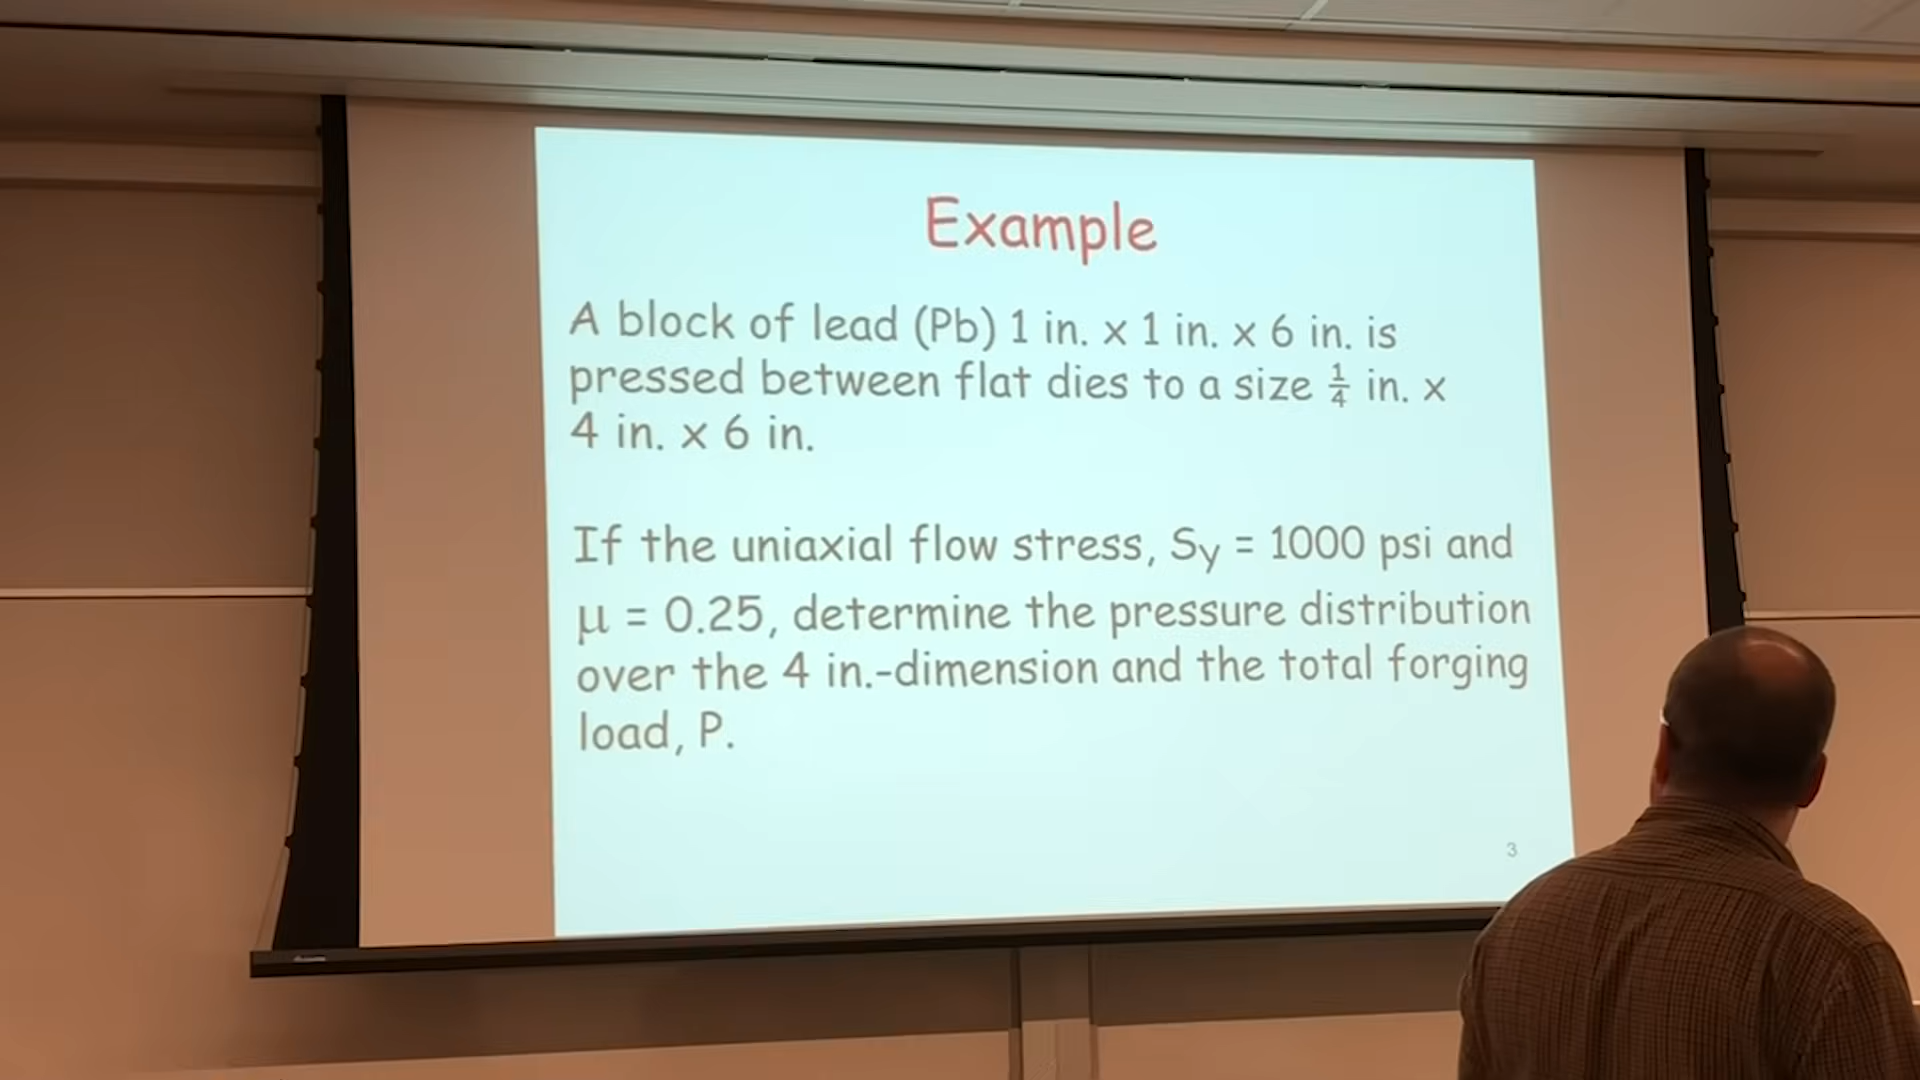 Example
A block of lead (Pb) 1 in. x 1 in. x 6 in. is
pressed between flat dies to a size ¼ in. x
4 in. x 6 in.
If the uniaxial flow stress, Sy = 1000 psi and
μ = 0.25, determine the pressure distribution
over the 4 in.-dimension and the total forging
load, P.
3